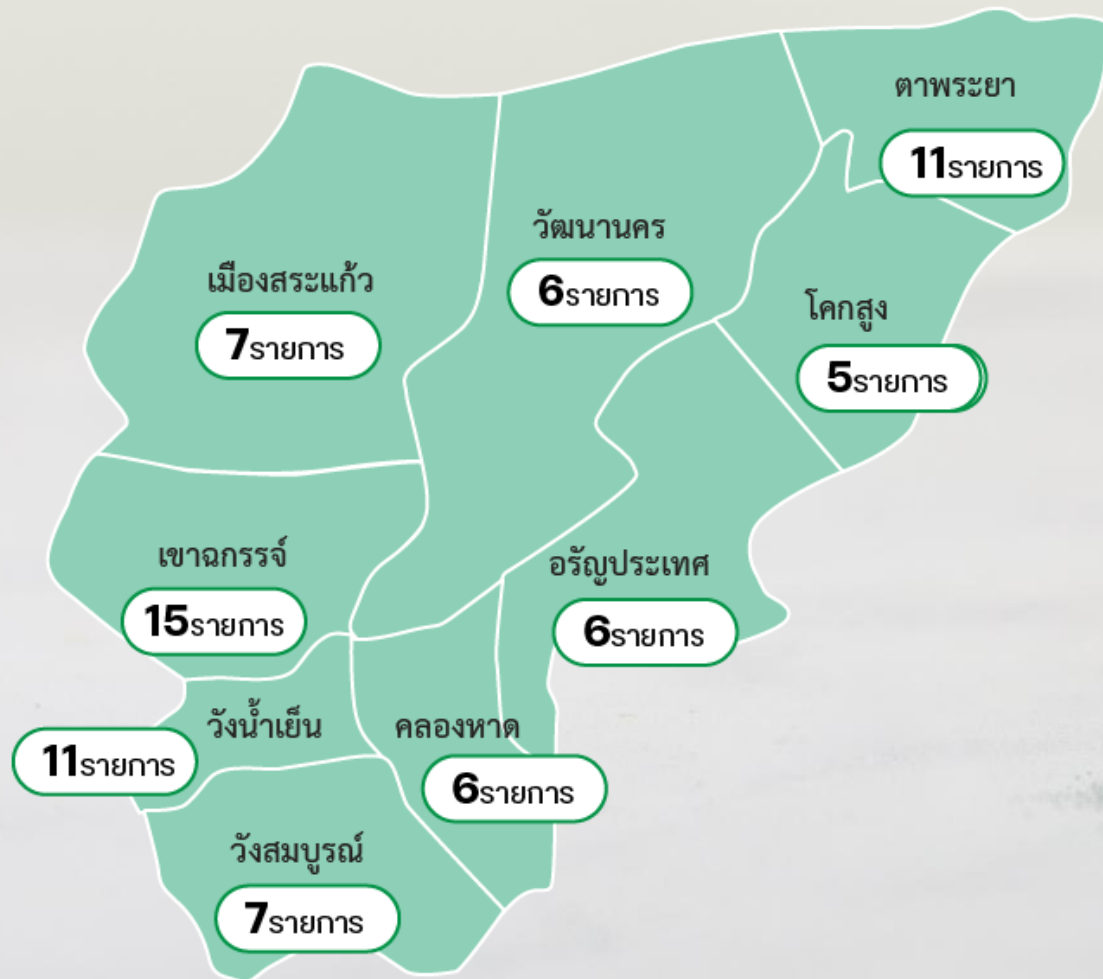 ตาพระยา
11รายการ
วัฒนานคร
6รายการ
เมืองสระแก้ว
7รายการ
โคกสูง
5รายการ
เขาฉกรรจ์
15รายการ
อรัญประเทศ
6รายการ
วังน้ำเย็น
11รายการ
คลองหาด
6รายการ
วังสมบูรณ์
7รายการ